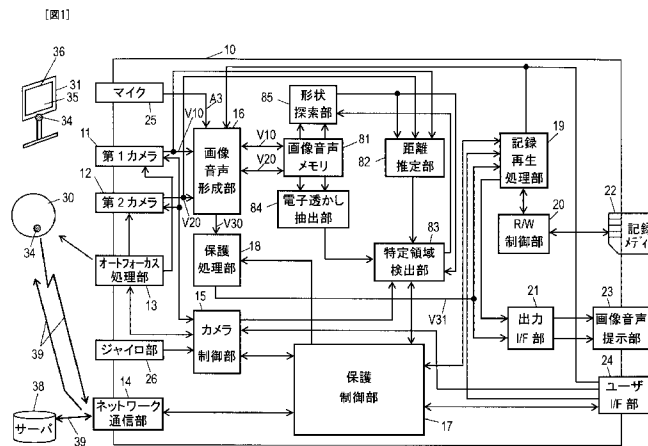 [図1]
10
36
31
35
34
マイク
25
A3
16
V10
11
第1カメラ
12
第2カメラ
V20
画像
音声
形成部
V10
V20
85
形状
探索部
81
画像音声
メモリ
84
電子透かし
抽出部
82
距離
推定部
83
特定領域
検出部
19
記録
再生
処理部
20
R/W
制御部
22
記録
メディア
30
34
オートフォーカス
処理部
13
V30
18
保護
処理部
15
カメラ
制御部
V31
21
出力
I/F部
23
画像音声
提示部
39
ジャイロ部
26
24
ユーザ
I/F部
38
サーバ
39
14
ネットワーク
通信部
保護
制御部
17